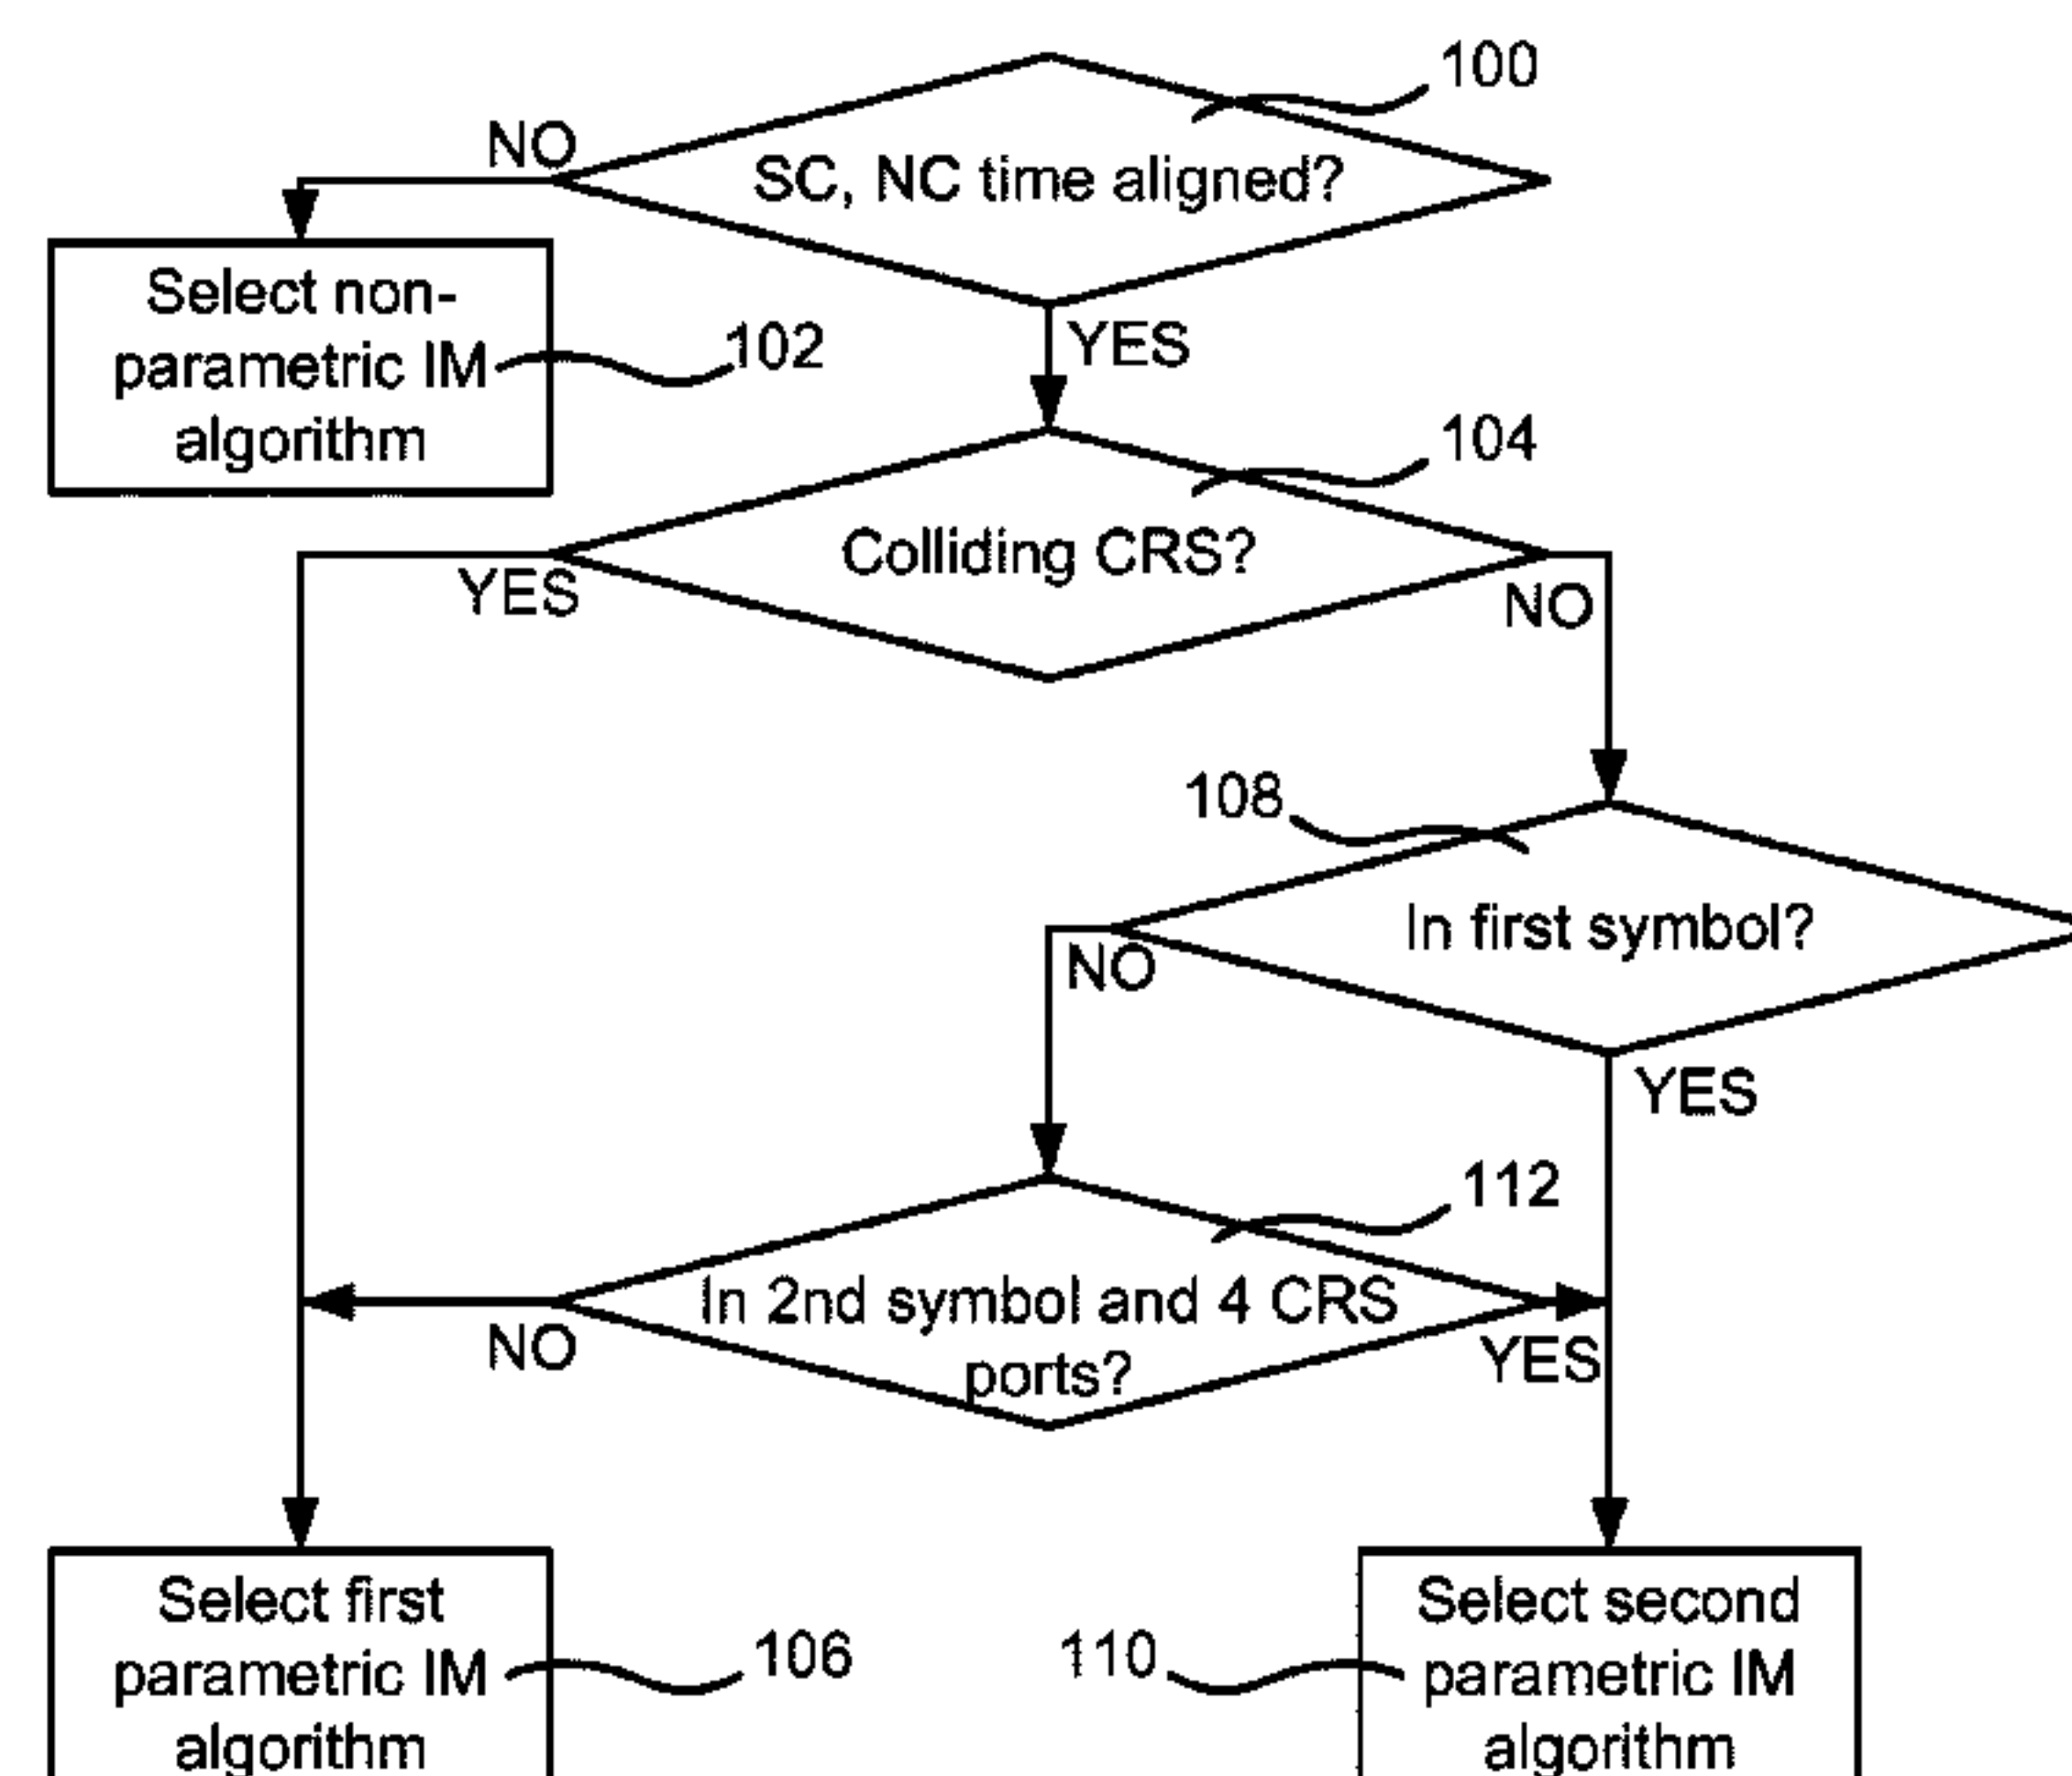 100
NO
SC, NC time aligned?
Select non-
parametric IM
algorithm
102
YES
104
Colliding CRS?
YES
NO
108
In first symbol?
NO
YES
112
In 2nd symbol and 4 CRS
ports?
NO
YES
Select first
parametric IM
algorithm
106
110
Select second
parametric IM
algorithm